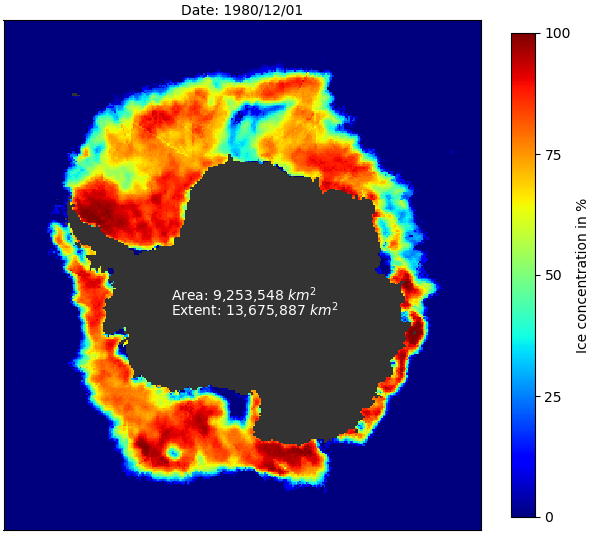 Date: 1980/12/01
100
75
50
25
0
Ice concentration in %
Area: 9,253,548 km²
Extent: 13,675,887 km²